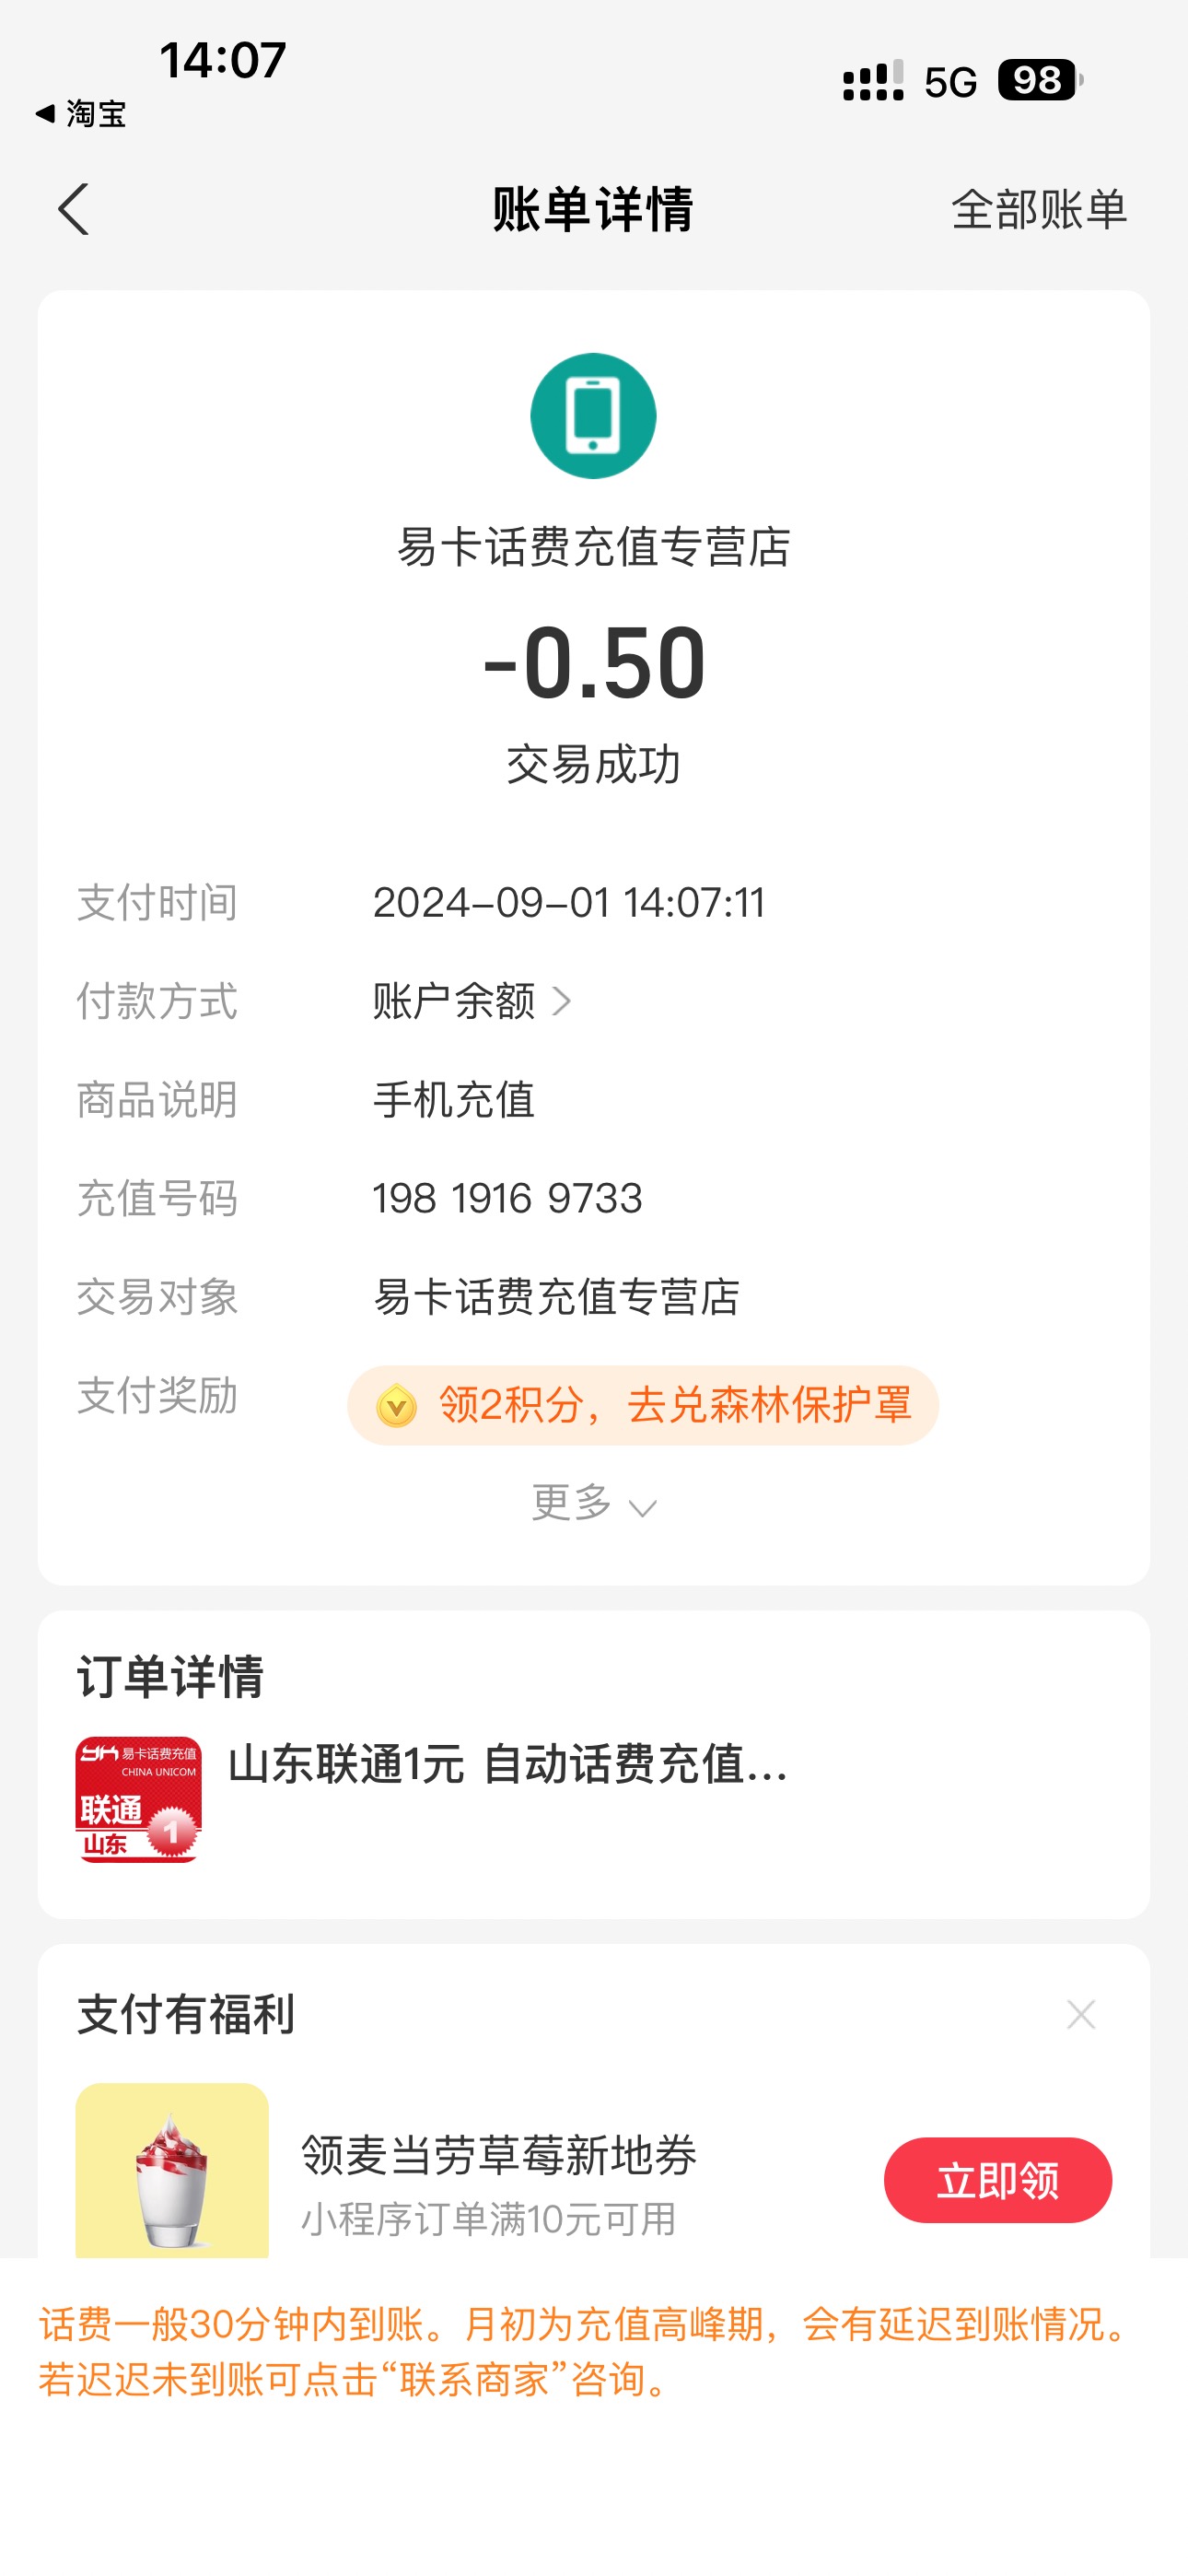 14:07
5G 98
淘宝
账单详情
全部账单
易卡话费充值专营店
-0.50
交易成功
支付时间 2024-09-01 14:07:11
付款方式 账户余额
商品说明 手机充值
充值号码 198 1916 9733
交易对象 易卡话费充值专营店
支付奖励 领2积分，去兑森林保护罩
更多
订单详情
易卡话费充值
CHINA UNICOM
联通
山东
1
山东联通1元 自动话费充值...
支付有福利
领麦当劳草莓新地券
小程序订单满10元可用
立即领
话费一般30分钟内到账。月初为充值高峰期，会有延迟到账情况。
若迟迟未到账可点击“联系商家”咨询。